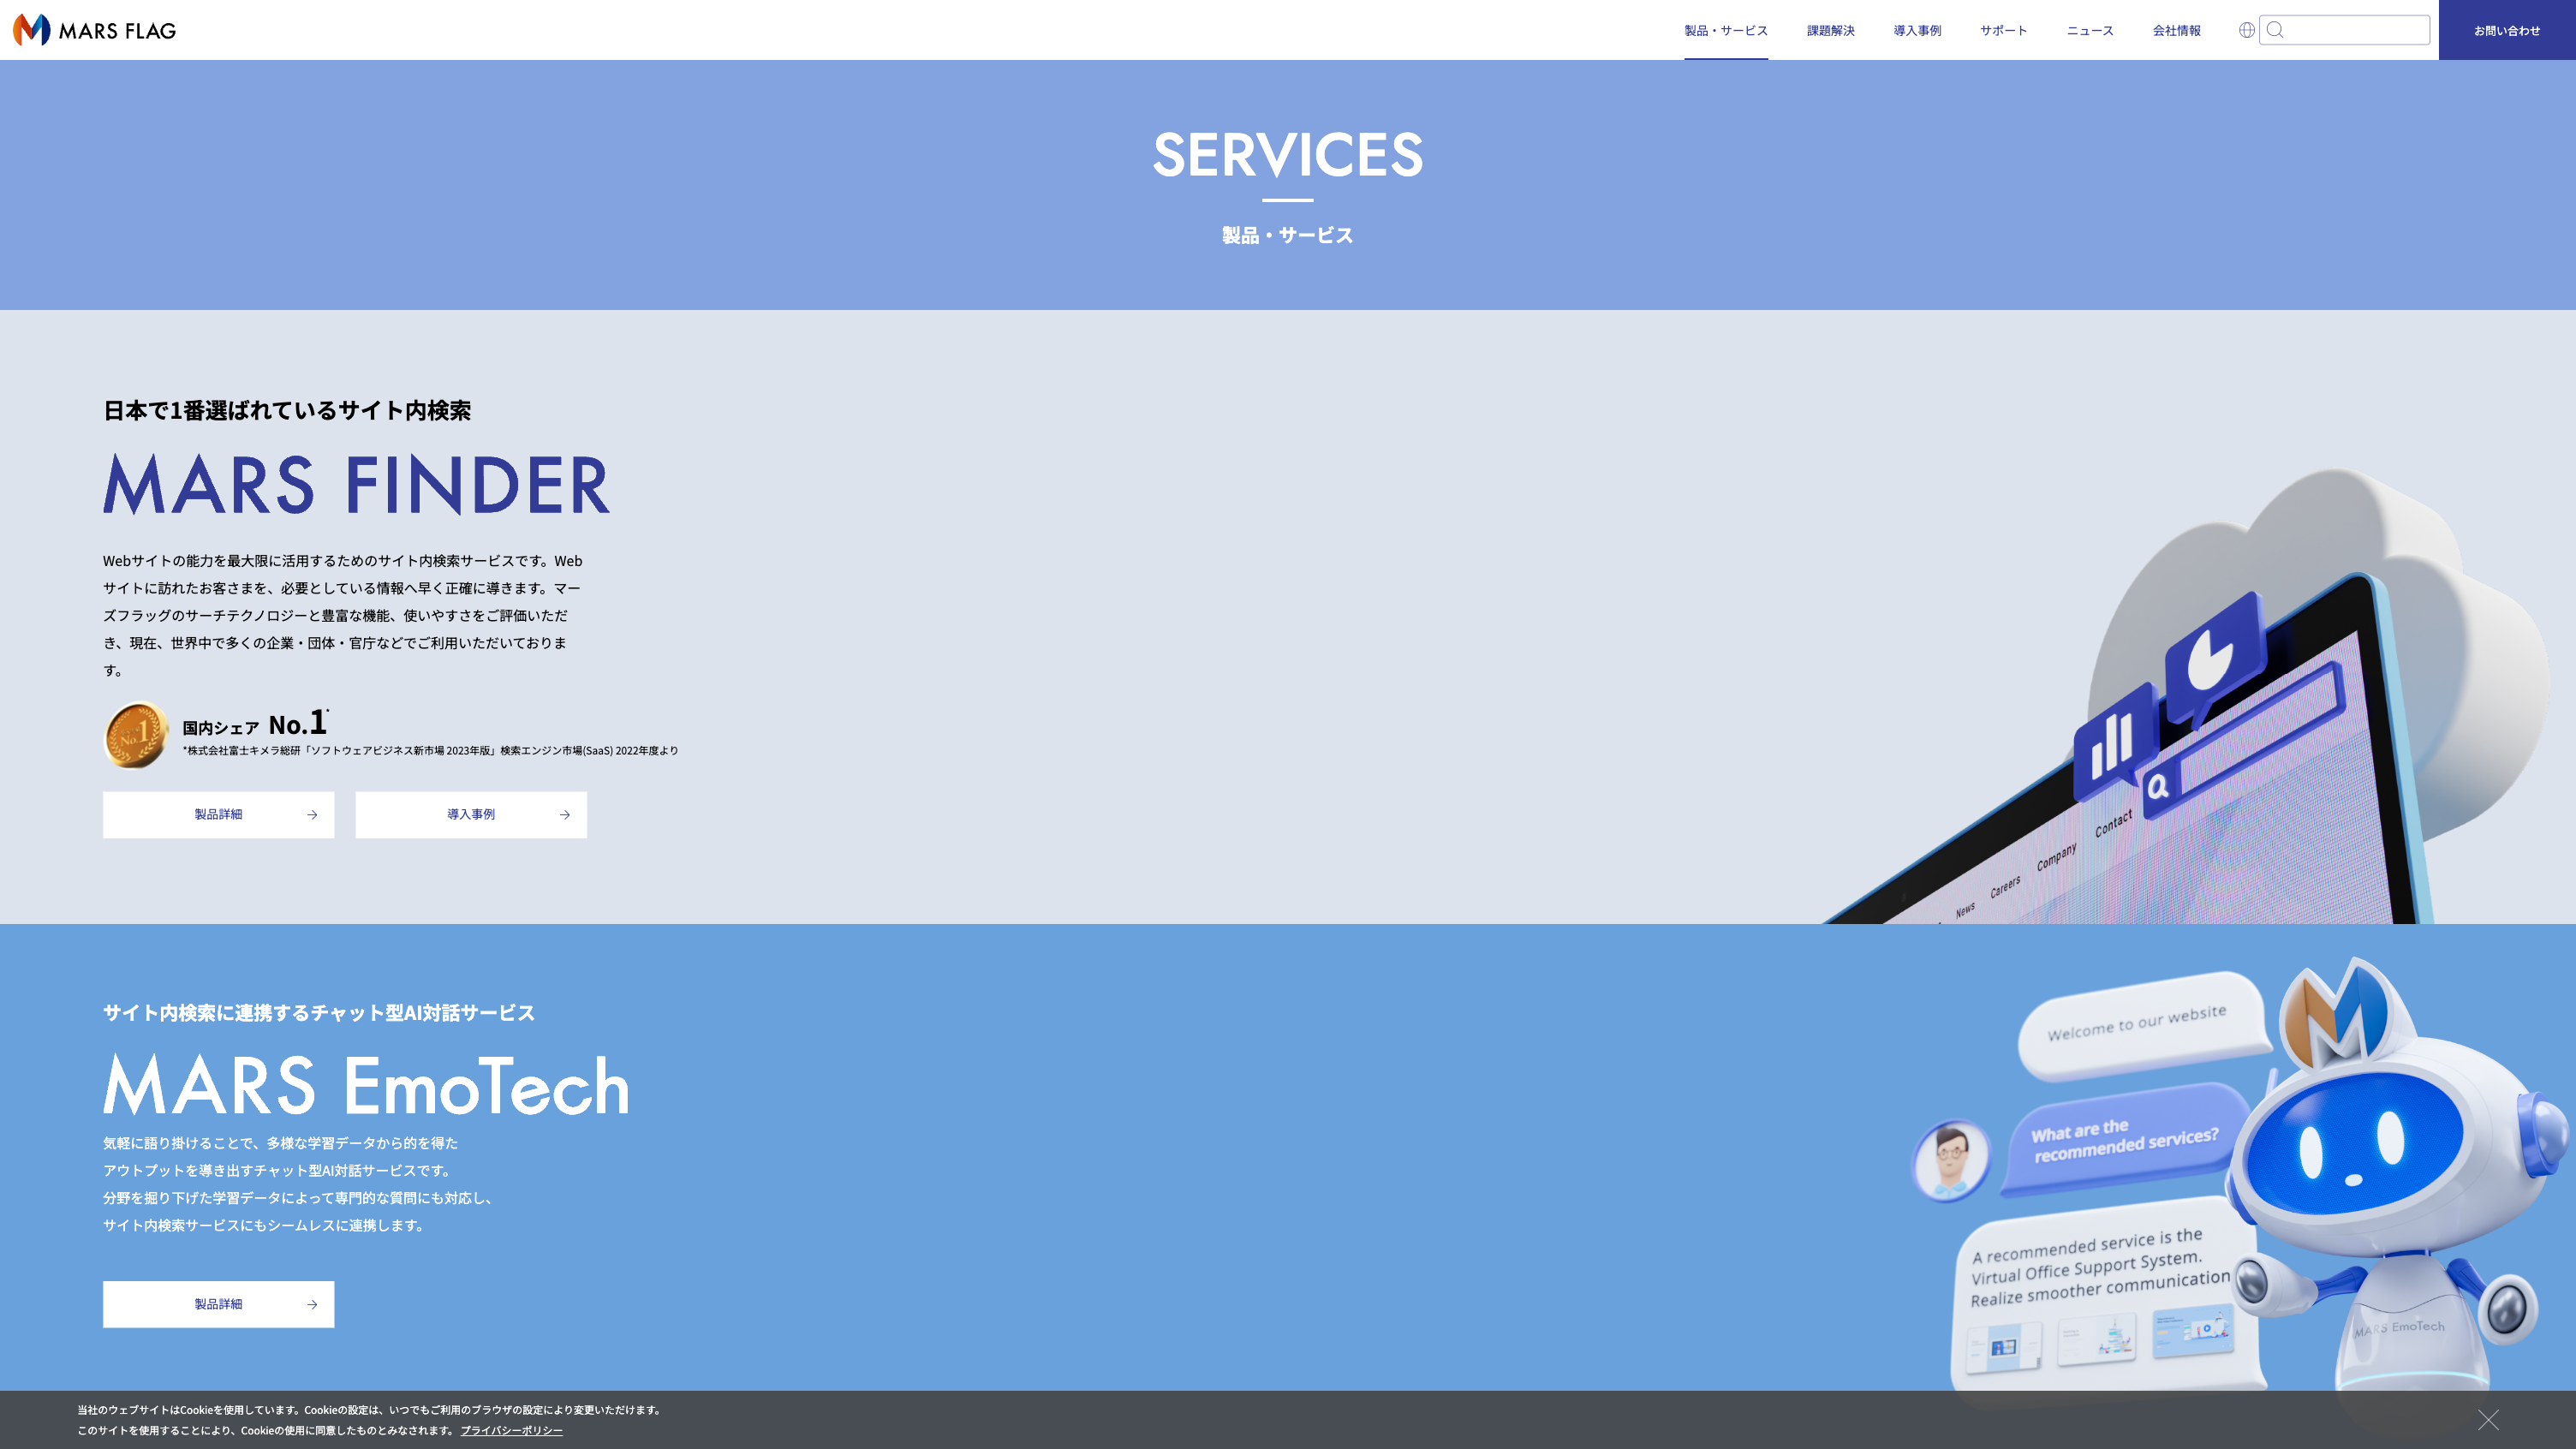 MARS FLAG
製品・サービス
課題解決
導入事例
サポート
ニュース
会社情報
お問い合わせ
SERVICES
製品・サービス
日本で1番選ばれているサイト内検索
MARS FINDER
Webサイトの能力を最大限に活用するためのサイト内検索サービスです。Web
サイトに訪れたお客さまを、必要としている情報へ早く正確に導きます。マー
ズフラッグのサーチテクノロジーと豊富な機能、使いやすさをご評価いただ
き、現在、世界中で多くの企業・団体・官庁などでご利用いただいておりま
す。
No.1
国内シェア No.1*
*株式会社富士キメラ総研「ソフトウェアビジネス新市場 2023年版」検索エンジン市場(SaaS) 2022年度より
製品詳細
導入事例
News
Careers
Company
Contact
サイト内検索に連携するチャット型AI対話サービス
MARS EmoTech
気軽に語り掛けることで、多様な学習データから的を得た
アウトプットを導き出すチャット型AI対話サービスです。
分野を掘り下げた学習データによって専門的な質問にも対応し、
サイト内検索サービスにもシームレスに連携します。
製品詳細
Welcome to our website
What are the
recommended services?
A recommended service is the
Virtual Office Support System.
Realize smoother communication
MARS EmoTech
当社のウェブサイトはCookieを使用しています。Cookieの設定は、いつでもご利用のブラウザの設定により変更いただけます。
このサイトを使用することにより、Cookieの使用に同意したものとみなされます。 プライバシーポリシー